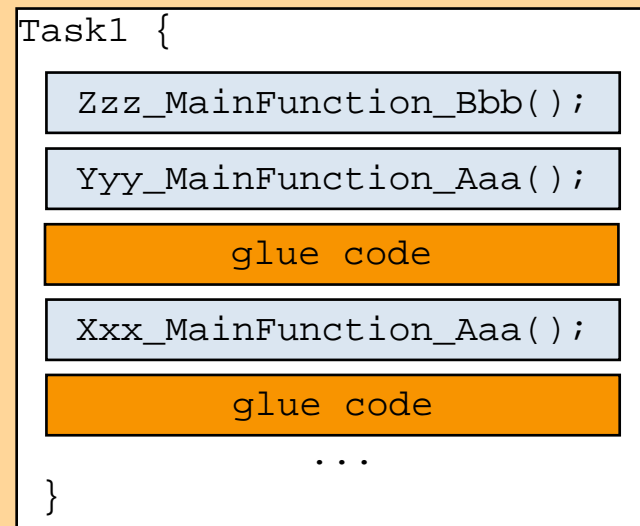 Task1 {
Zzz_MainFunction_Bbb();
Yyy_MainFunction_Aaa();
glue code
Xxx_MainFunction_Aaa();
glue code
...
}